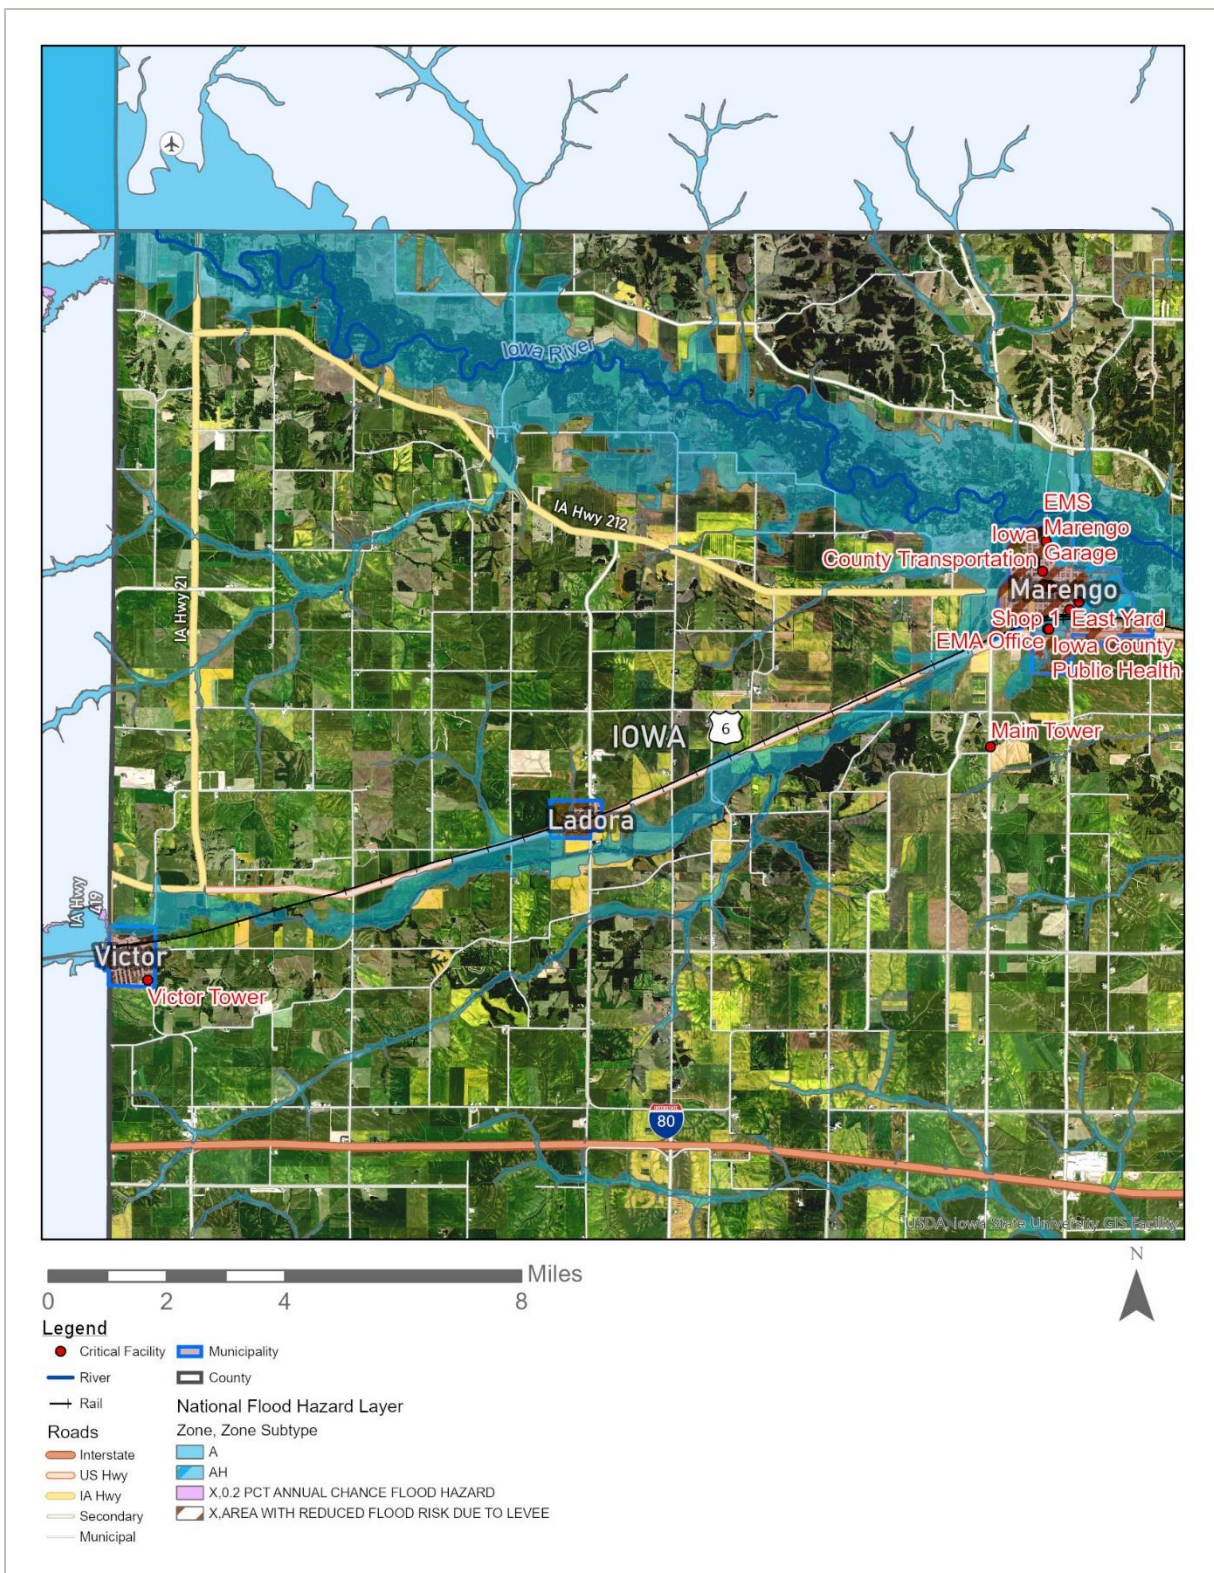 Iowa River
EMS
Marengo
Garage
Iowa
County Transportation
IA Hwy 212
Marengo
IA Hwy 21
Shop 1
East Yard
EMA Office
Iowa County
Public Health
IOWA
6
Main Tower
Ladora
IA Hwy
419
Victor
Victor Tower
INTERSTATE
80
USDA, Iowa State University GIS Facility
Miles
0
2
4
8
N
Legend
Critical Facility
Municipality
River
County
Rail
National Flood Hazard Layer
Roads
Zone, Zone Subtype
Interstate
A
US Hwy
AH
IA Hwy
X,0.2 PCT ANNUAL CHANCE FLOOD HAZARD
Secondary
X,AREA WITH REDUCED FLOOD RISK DUE TO LEVEE
Municipal